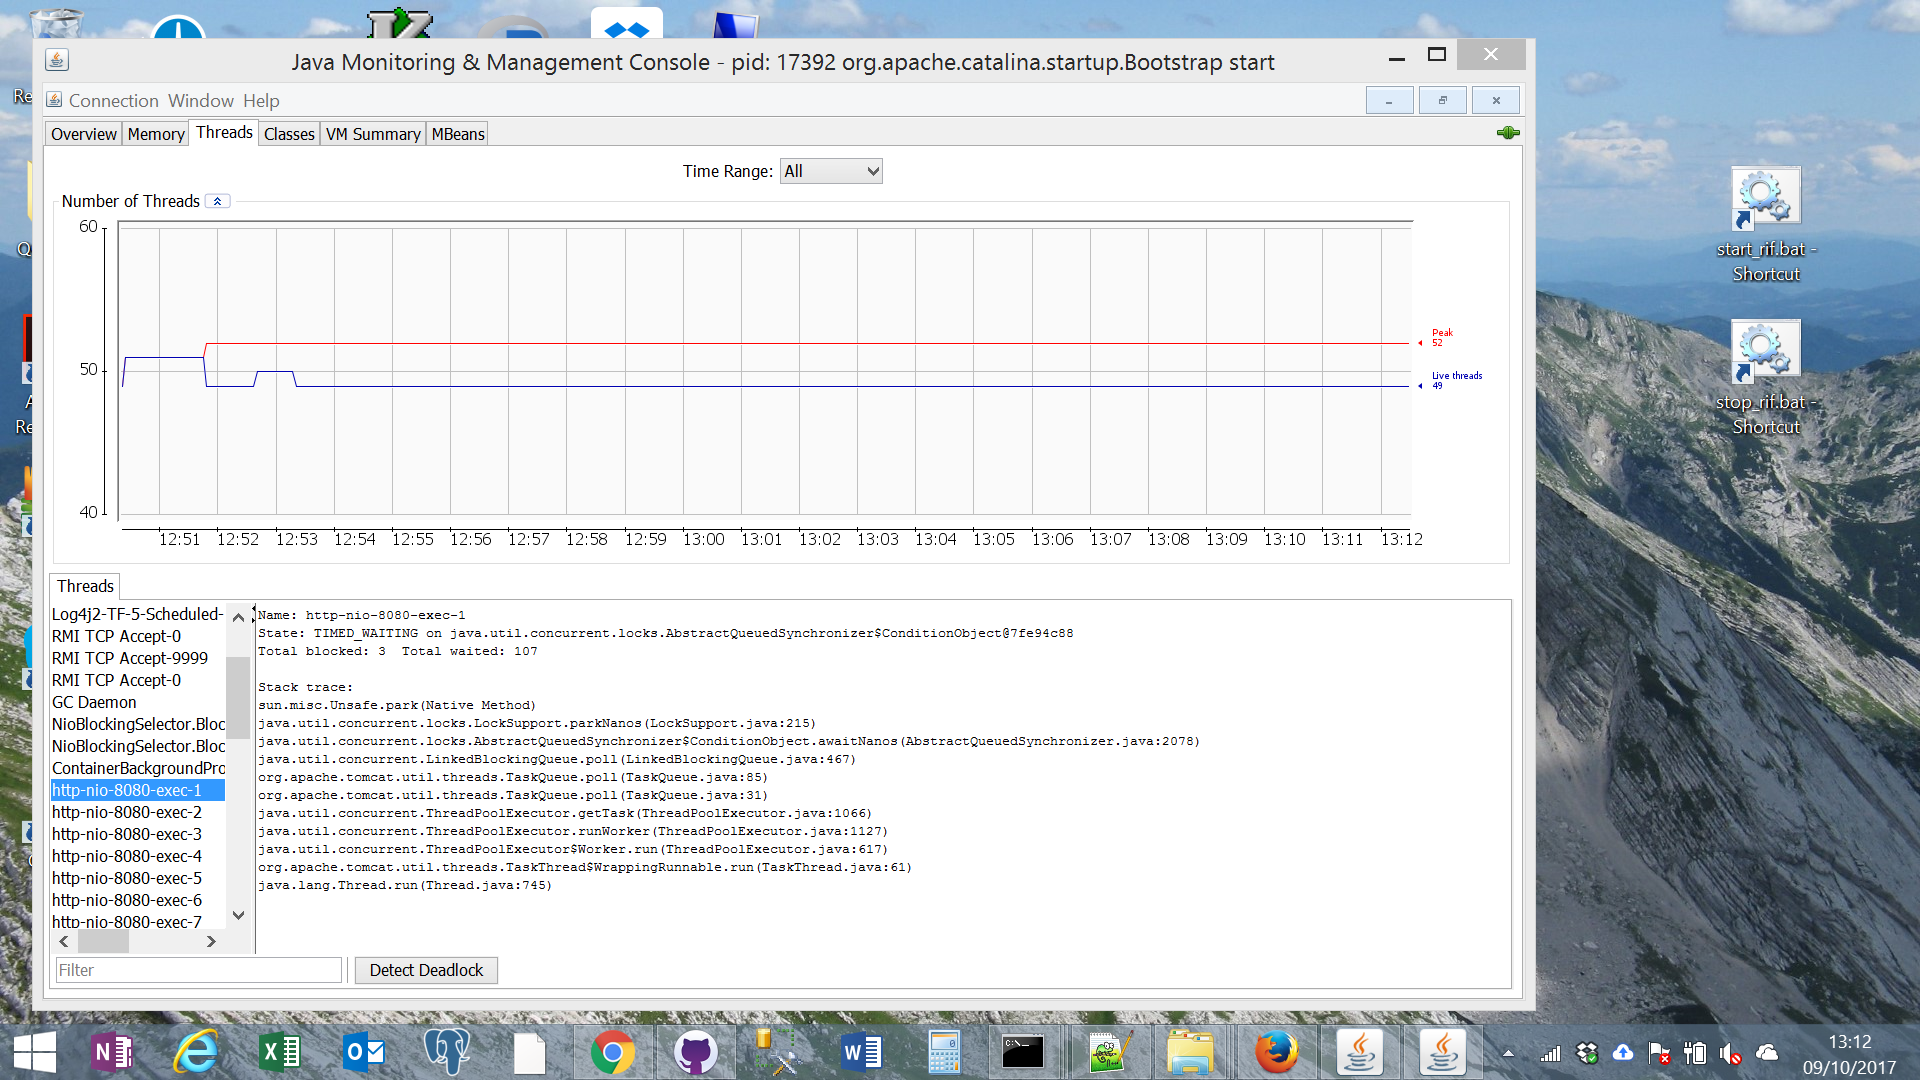 Java Monitoring & Management Console - pid: 17392 org.apache.catalina.startup.Bootstrap start
Re
Connection Window Help
Overview Memory Threads Classes VM Summary MBeans
Time Range: All
Number of Threads
60
50
40
Peak
52
Live threads
49
12:51 12:52 12:53 12:54 12:55 12:56 12:57 12:58 12:59 13:00 13:01 13:02 13:03 13:04 13:05 13:06 13:07 13:08 13:09 13:10 13:11 13:12
Threads
Log4j2-TF-5-Scheduled-
RMI TCP Accept-0
RMI TCP Accept-9999
RMI TCP Accept-0
GC Daemon
NioBlockingSelector.Bloc
NioBlockingSelector.Bloc
ContainerBackgroundPro
http-nio-8080-exec-1
http-nio-8080-exec-2
http-nio-8080-exec-3
http-nio-8080-exec-4
http-nio-8080-exec-5
http-nio-8080-exec-6
http-nio-8080-exec-7
Name: http-nio-8080-exec-1
State: TIMED_WAITING on java.util.concurrent.locks.AbstractQueuedSynchronizer$ConditionObject@7fe94c88
Total blocked: 3 Total waited: 107
Stack trace:
sun.misc.Unsafe.park(Native Method)
java.util.concurrent.locks.LockSupport.parkNanos(LockSupport.java:215)
java.util.concurrent.locks.AbstractQueuedSynchronizer$ConditionObject.awaitNanos(AbstractQueuedSynchronizer.java:2078)
java.util.concurrent.LinkedBlockingQueue.poll(LinkedBlockingQueue.java:467)
org.apache.tomcat.util.threads.TaskQueue.poll(TaskQueue.java:85)
org.apache.tomcat.util.threads.TaskQueue.poll(TaskQueue.java:31)
java.util.concurrent.ThreadPoolExecutor.getTask(ThreadPoolExecutor.java:1066)
java.util.concurrent.ThreadPoolExecutor.runWorker(ThreadPoolExecutor.java:1127)
java.util.concurrent.ThreadPoolExecutor$Worker.run(ThreadPoolExecutor.java:617)
org.apache.tomcat.util.threads.TaskThread$WrappingRunnable.run(TaskThread.java:61)
java.lang.Thread.run(Thread.java:745)
Filter
Detect Deadlock
start_rif.bat -
Shortcut
stop_rif.bat -
Shortcut
13:12
09/10/2017